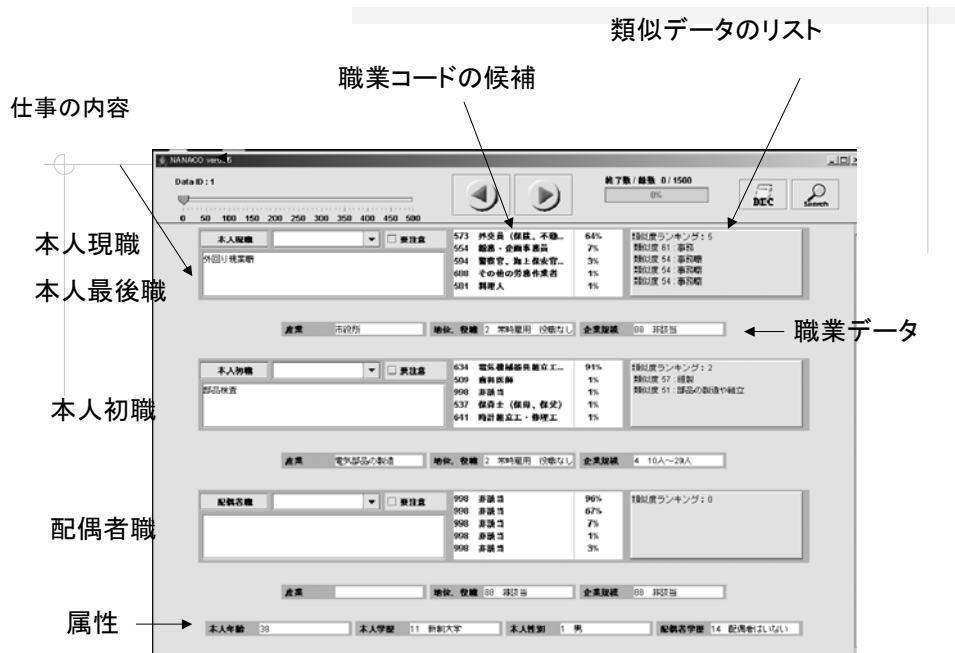 類似データのリスト
職業コードの候補
仕事の内容
NANACO
Data ID : 1
終了数 / 総数 0 / 1500
0%
DIC
Search
0 50 100 150 200 250 300 350 400 450 500
本人現職
本人最後職
本人現職 要注意
外回り現業職
573 外交員（保険、不動... 64%
554 総務・企画事務員 7%
594 警察官、海上保安官... 3%
688 その他の労務作業者 1%
581 料理人 1%
類似度ランキング : 5
類似度 61 : 事務
類似度 54 : 事務職
類似度 54 : 事務職
類似度 54 : 事務職
産業 市役所 地位、役職 2 常時雇用 役職なし 企業規模 88 非該当
職業データ
本人初職
本人初職 要注意
部品検査
634 電気機械器具組立工... 91%
509 歯科医師 1%
998 非該当 1%
537 保育士（保母、保父） 1%
641 時計組立工・修理工 1%
類似度ランキング : 2
類似度 57 : 縫製
類似度 51 : 部品の製造や組立
産業 電気部品の製造 地位、役職 2 常時雇用 役職なし 企業規模 4 10人～29人
配偶者職
配偶者職 要注意
998 非該当 96%
998 非該当 67%
998 非該当 7%
998 非該当 1%
998 非該当 3%
類似度ランキング : 0
産業 地位、役職 88 非該当 企業規模 88 非該当
属性
本人年齢 38 本人学歴 11 新制大学 本人性別 1 男 配偶者学歴 14 配偶者はいない